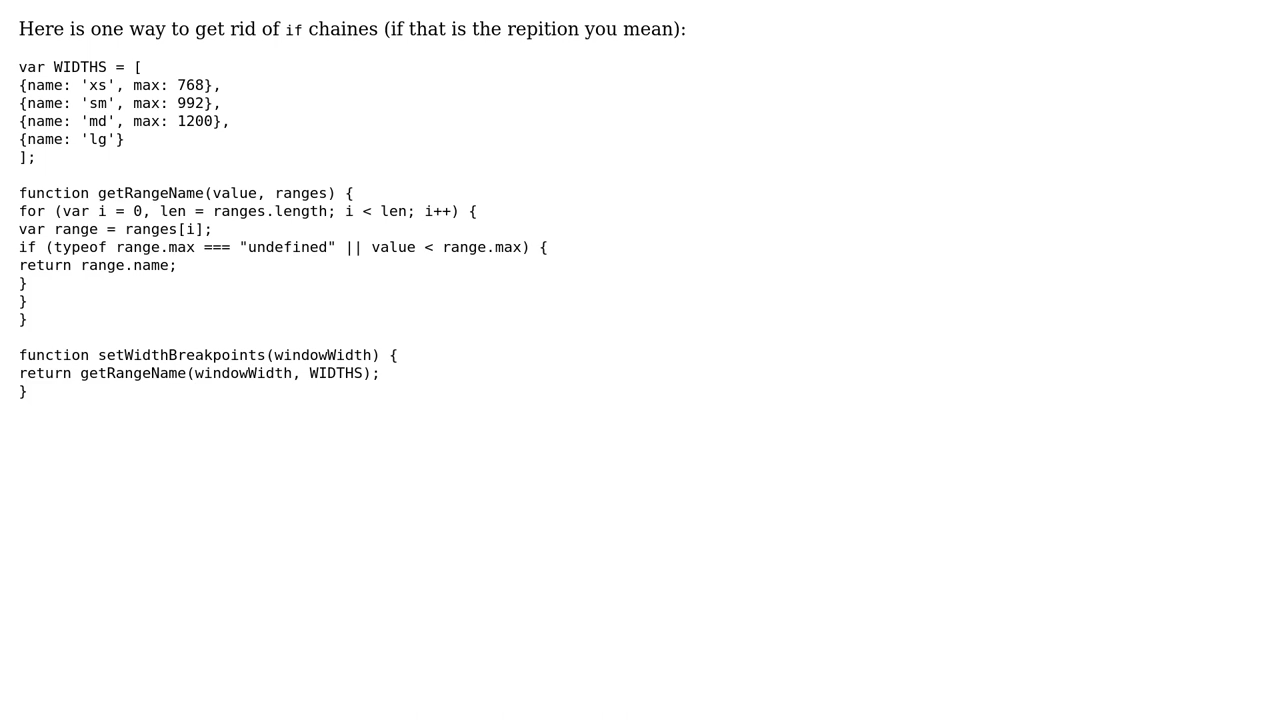 Here is one way to get rid of if chaines (if that is the repition you mean):
var WIDTHS = [
{name: 'xs', max: 768},
{name: 'sm', max: 992},
{name: 'md', max: 1200},
{name: 'lg'}
];
function getRangeName(value, ranges) {
for (var i = 0, len = ranges.length; i < len; i++) {
var range = ranges[i];
if (typeof range.max === "undefined" || value < range.max) {
return range.name;
}
}
}
function setWidthBreakpoints(windowWidth) {
return getRangeName(windowWidth, WIDTHS);
}